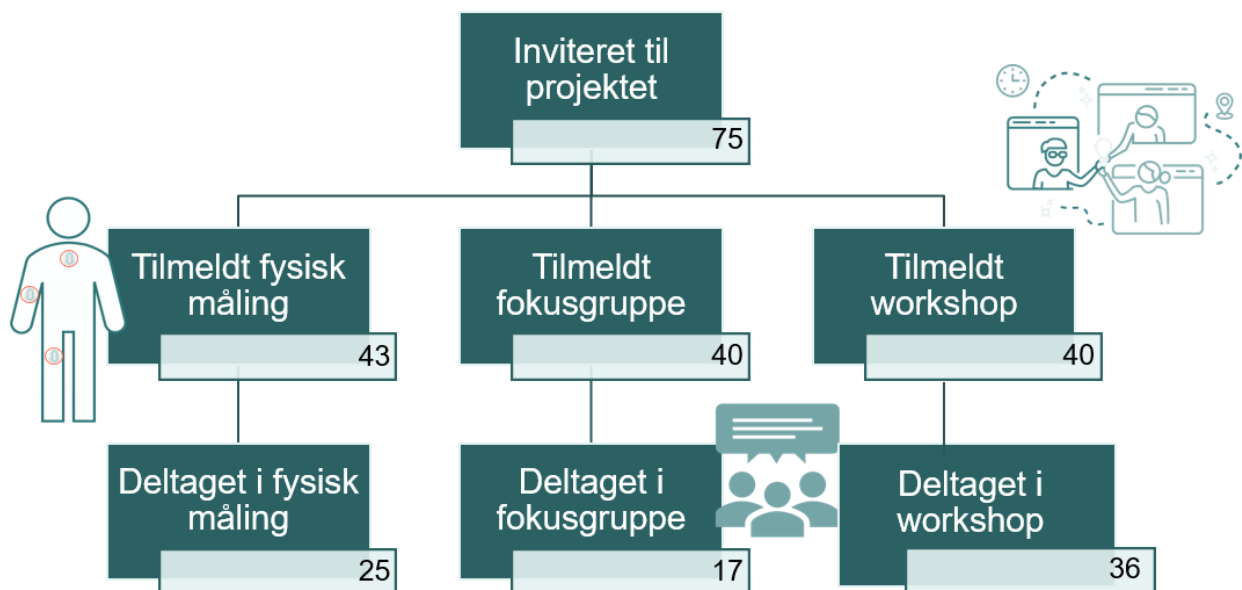 Inviteret til
projektet
75
Tilmeldt fysisk
måling
43
Tilmeldt
fokusgruppe
40
Tilmeldt
workshop
40
Deltaget i fysisk
måling
25
Deltaget i
fokusgruppe
17
Deltaget i
workshop
36